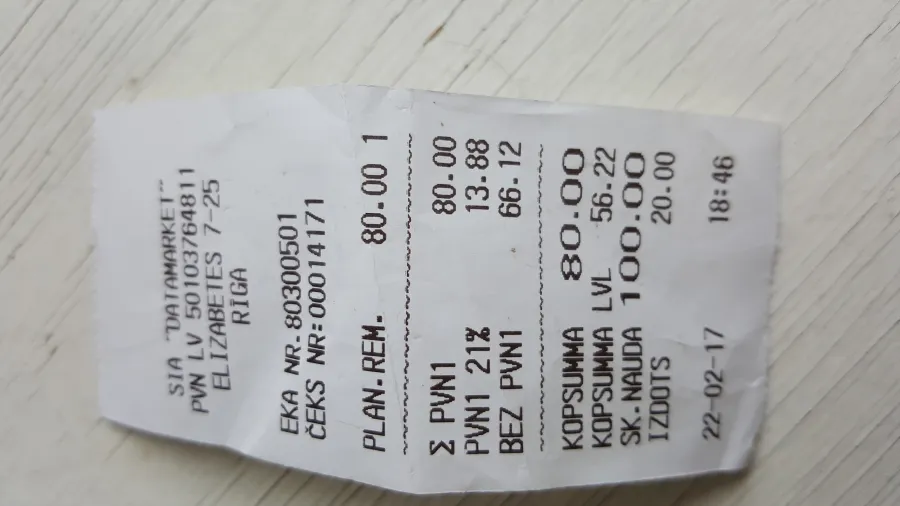 SIA "DATAMARKET"
PVN LV 50103764811
ELIZABETES 7-25
RĪGA
EKA NR.80300501
ČEKS NR:00014171
PLAN.REM. 80.00 1
Σ PVN1 80.00
PVN1 21% 13.88
BEZ PVN1 66.12
KOPSUMMA 80.00
KOPSUMMA LVL 56.22
SK.NAUDA 100.00
IZDOTS 20.00
22-02-17 18:46